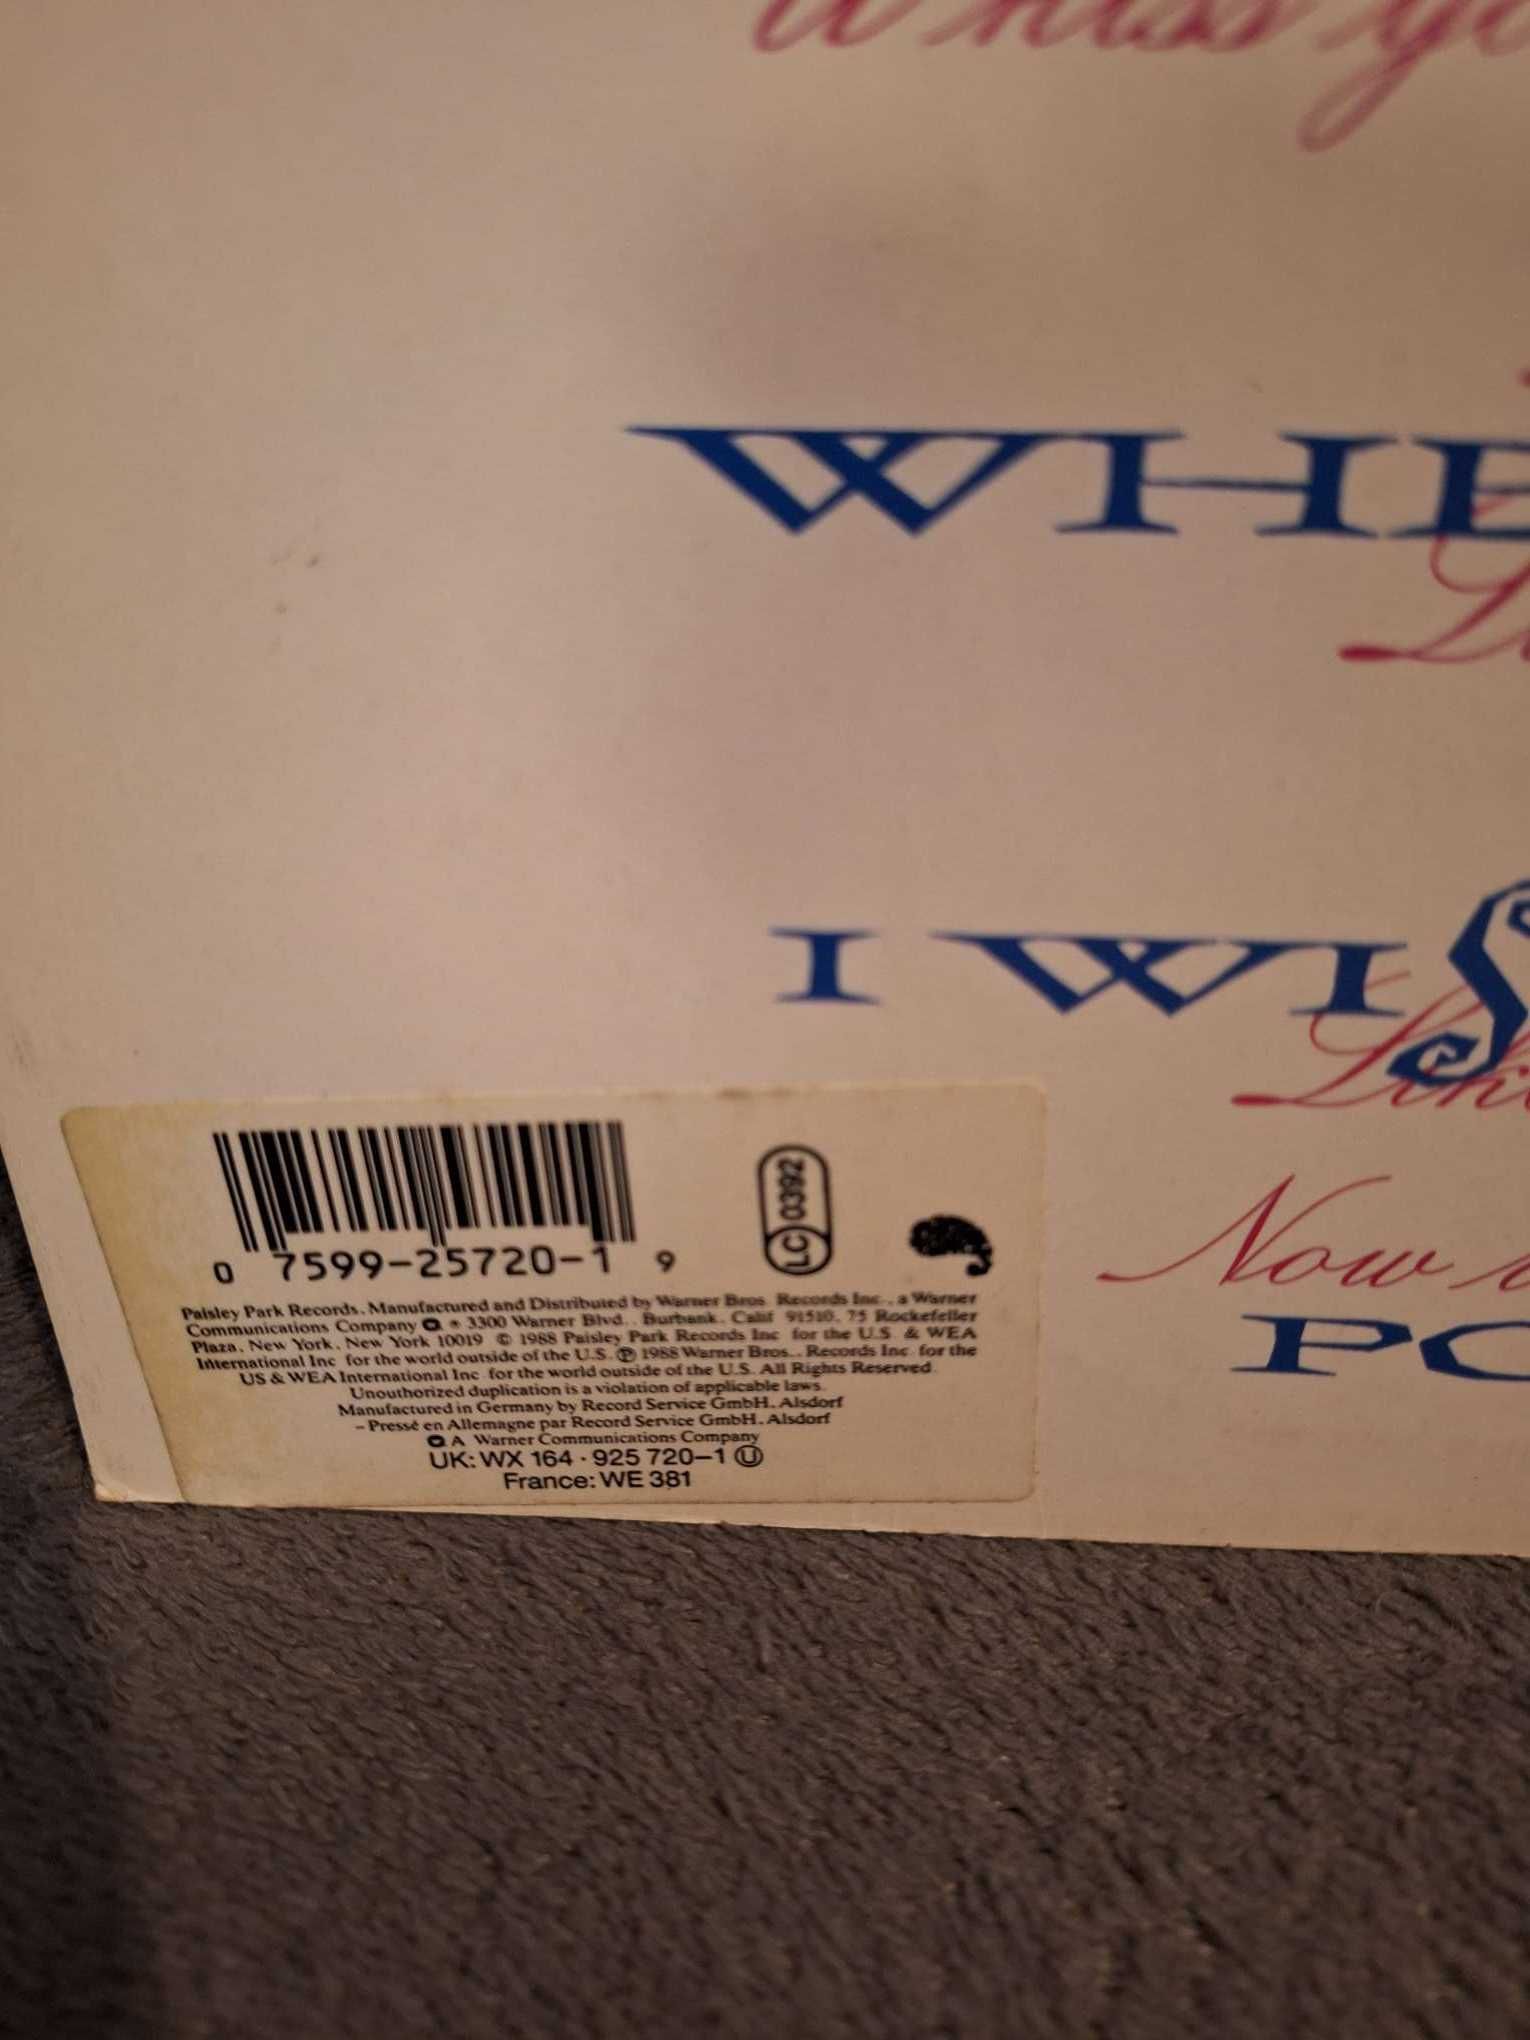 WHE
I WIS
Now
PO
0 7599-25720-1 9
LC 0392
Paisley Park Records. Manufactured and Distributed by Warner Bros. Records Inc., a Warner
Communications Company • 3300 Warner Blvd., Burbank, Calif 91510. 75 Rockefeller
Plaza, New York, New York 10019 © 1988 Paisley Park Records Inc for the U.S. & WEA
International Inc for the world outside of the U.S. ℗ 1988 Warner Bros.. Records Inc for the
US & WEA International Inc for the world outside of the U.S. All Rights Reserved.
Unauthorized duplication is a violation of applicable laws.
Manufactured in Germany by Record Service GmbH. Alsdorf
– Pressé en Allemagne par Record Service GmbH. Alsdorf
A Warner Communications Company
UK: WX 164 · 925 720–1 Ⓤ
France: WE 381